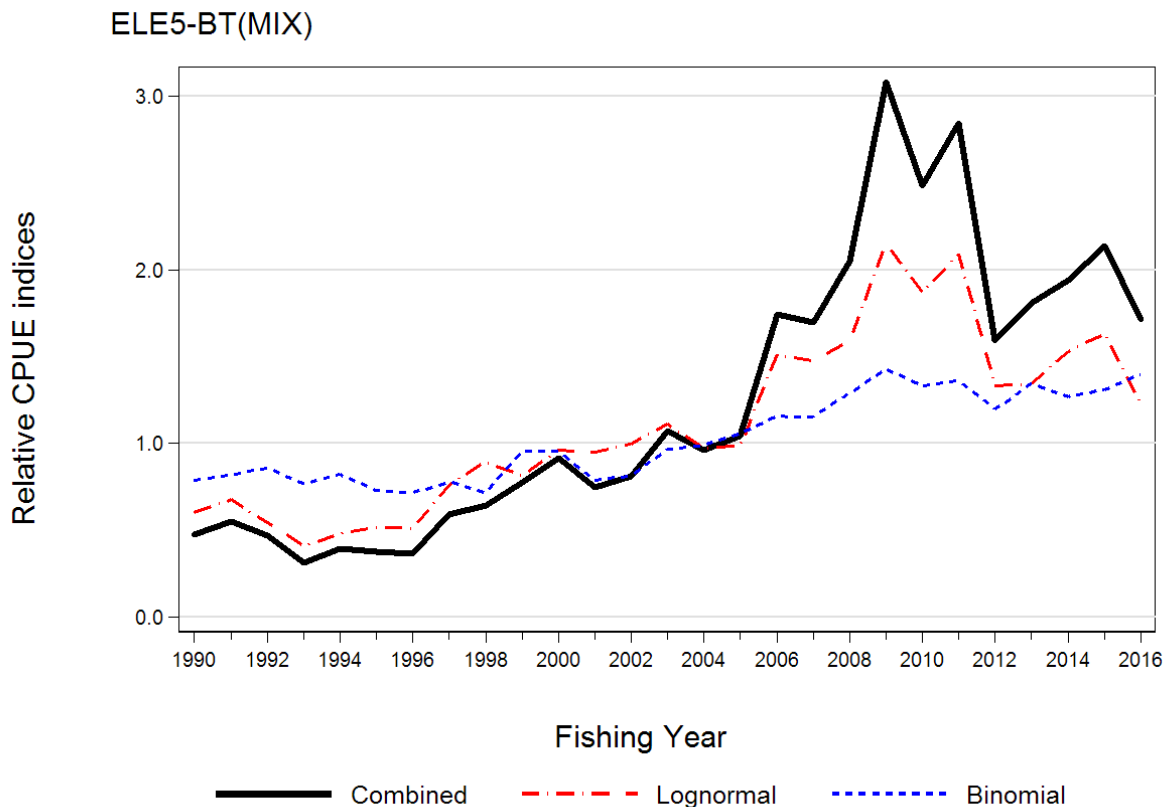 ELE5-BT(MIX)
Relative CPUE indices
3.0
2.0
1.0
0.0
1990 1992 1994 1996 1998 2000 2002 2004 2006 2008 2010 2012 2014 2016
Fishing Year
Combined Lognormal Binomial